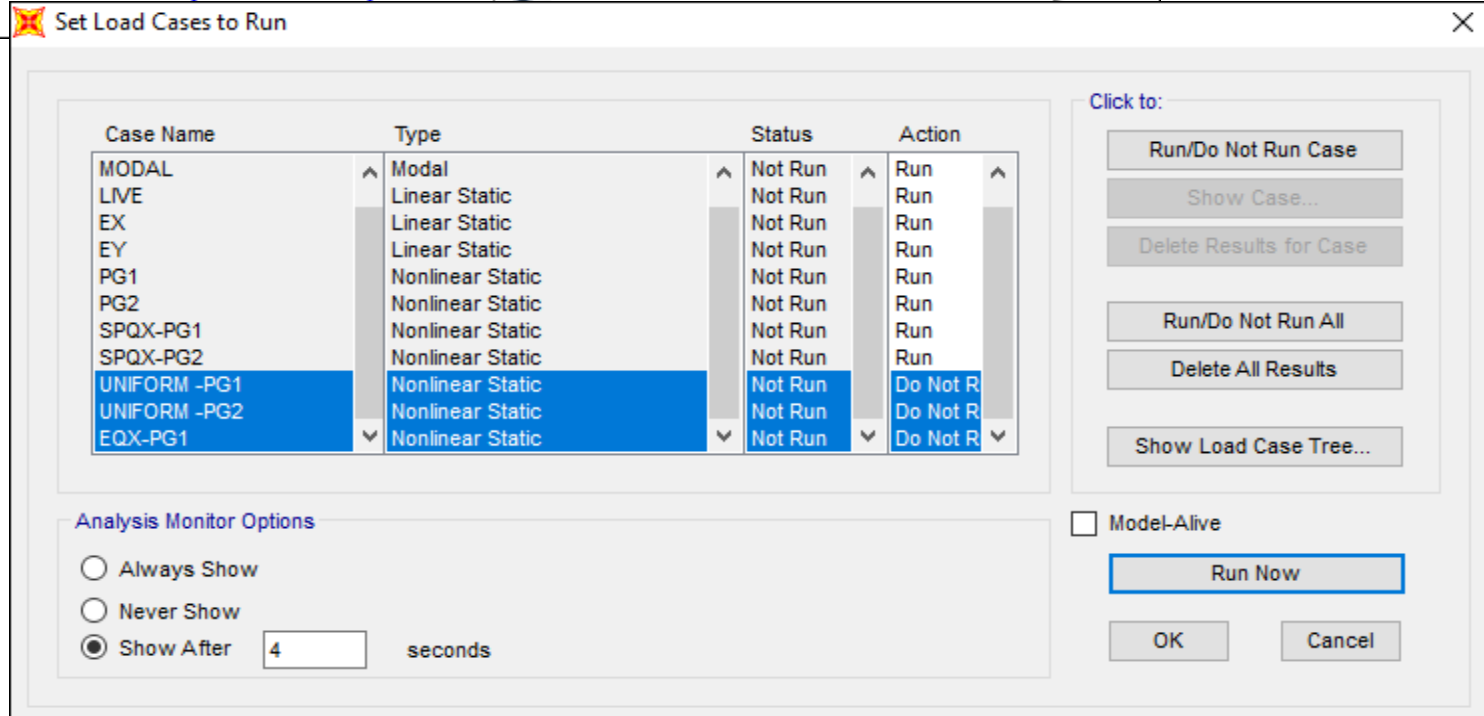 Set Load Cases to Run
Click to:
Case Name Type Status Action
Run/Do Not Run Case
MODAL Modal Not Run Run
LIVE Linear Static Not Run Run
Show Case...
EX Linear Static Not Run Run
EY Linear Static Not Run Run
Delete Results for Case
PG1 Nonlinear Static Not Run Run
PG2 Nonlinear Static Not Run Run
SPQX-PG1 Nonlinear Static Not Run Run
Run/Do Not Run All
SPQX-PG2 Nonlinear Static Not Run Run
Delete All Results
UNIFORM -PG1 Nonlinear Static Not Run Do Not R
UNIFORM -PG2 Nonlinear Static Not Run Do Not R
EQX-PG1 Nonlinear Static Not Run Do Not R
Show Load Case Tree...
Analysis Monitor Options
Model-Alive
Always Show
Run Now
Never Show
Show After 4 seconds
OK Cancel